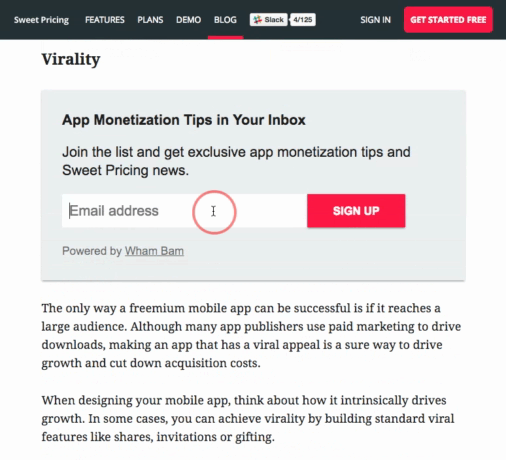 Sweet Pricing FEATURES PLANS DEMO BLOG Slack 4/125 SIGN IN GET STARTED FREE
Virality
App Monetization Tips in Your Inbox
Join the list and get exclusive app monetization tips and
Sweet Pricing news.
Email address SIGN UP
Powered by Wham Bam
The only way a freemium mobile app can be successful is if it reaches a
large audience. Although many app publishers use paid marketing to drive
downloads, making an app that has a viral appeal is a sure way to drive
growth and cut down acquisition costs.
When designing your mobile app, think about how it intrinsically drives
growth. In some cases, you can achieve virality by building standard viral
features like shares, invitations or gifting.